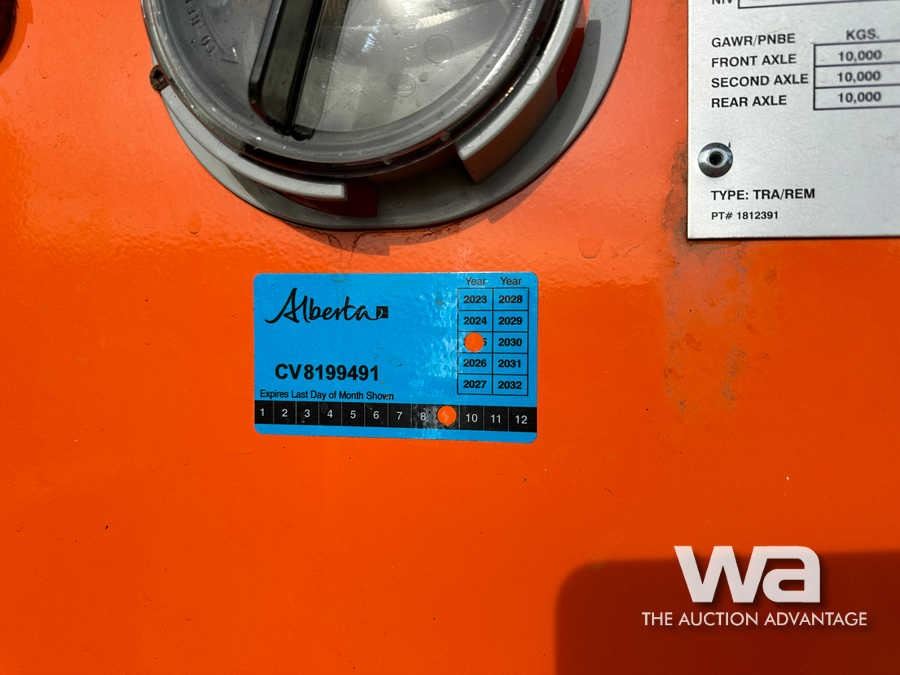 NIV
GAWR/PNBE KGS.
FRONT AXLE 10,000
SECOND AXLE 10,000
REAR AXLE 10,000
TYPE: TRA/REM
PT# 1812391
Alberta
Year Year
2023 2028
2024 2029
2030
2026 2031
2027 2032
CV8199491
Expires Last Day of Month Shown
1 2 3 4 5 6 7 8 10 11 12
wa
THE AUCTION ADVANTAGE